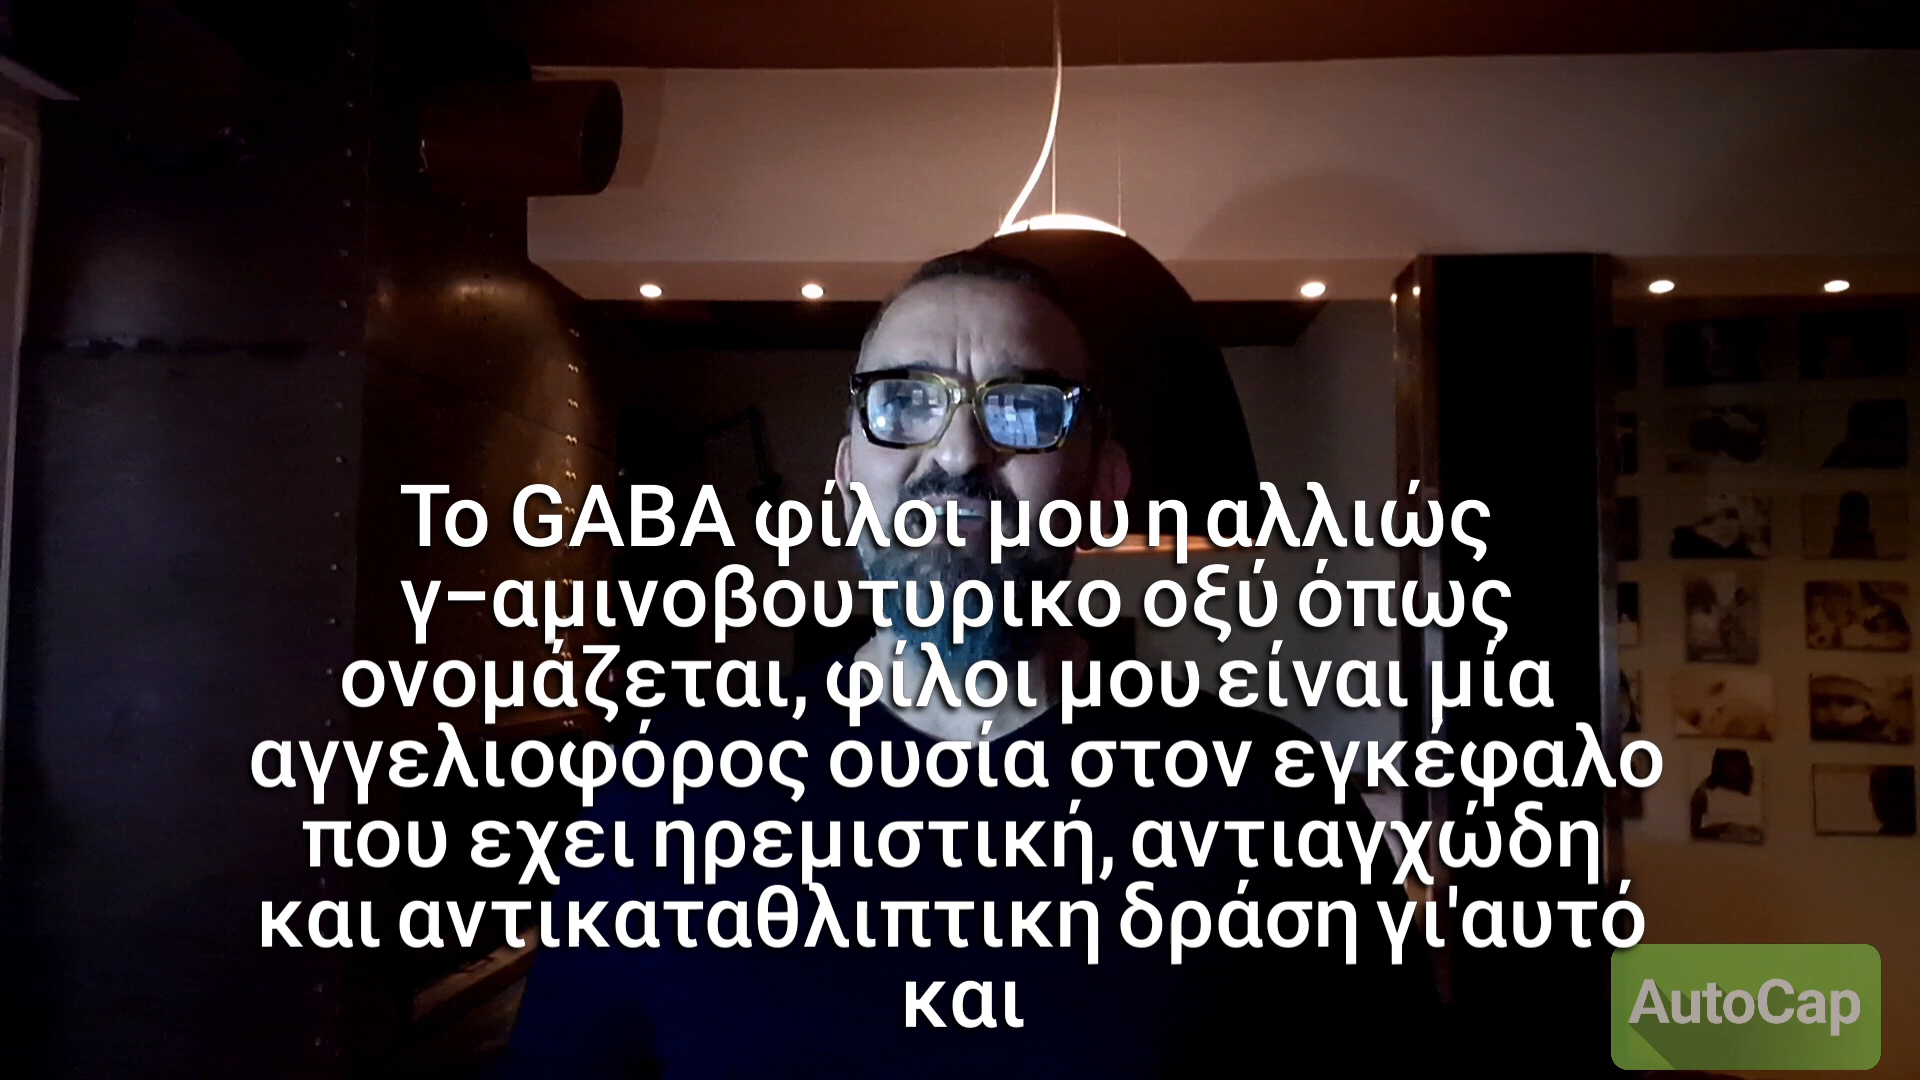 Το GABA φίλοι μου η αλλιώς
γ-αμινοβουτυρικο οξύ όπως
ονομάζεται, φίλοι μου είναι μία
αγγελιοφόρος ουσία στον εγκέφαλο
που εχει ηρεμιστική, αντιαγχώδη
και αντικαταθλιπτικη δράση γι'αυτό
και
AutoCap